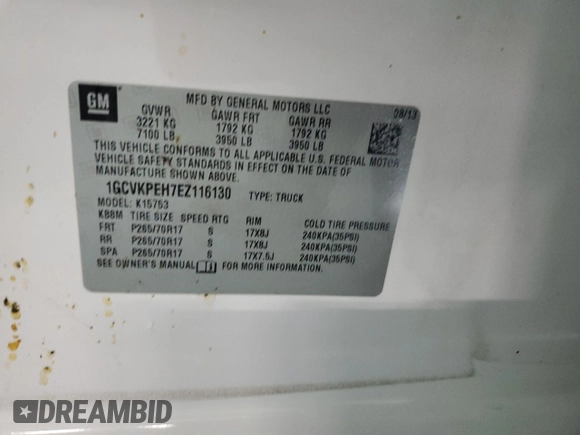 GM
MFD BY GENERAL MOTORS LLC
08/13
GVWR GAWR FRT GAWR RR
3221 KG 1792 KG 1792 KG
7100 LB 3950 LB 3950 LB
THIS VEHICLE CONFORMS TO ALL APPLICABLE U.S. FEDERAL MOTOR
VEHICLE SAFETY STANDARDS IN EFFECT ON THE DATE OF
MANUFACTURE SHOWN ABOVE.
1GCVKPEH7EZ116130 TYPE: TRUCK
MODEL: K15753
KB8M TIRE SIZE SPEED RTG RIM COLD TIRE PRESSURE
FRT P265/70R17 S 17X8J 240KPA(35PSI)
RR P265/70R17 S 17X8J 240KPA(35PSI)
SPA P265/70R17 S 17X7.5J 240KPA(35PSI)
SEE OWNER'S MANUAL FOR MORE INFORMATION.
DREAMBID